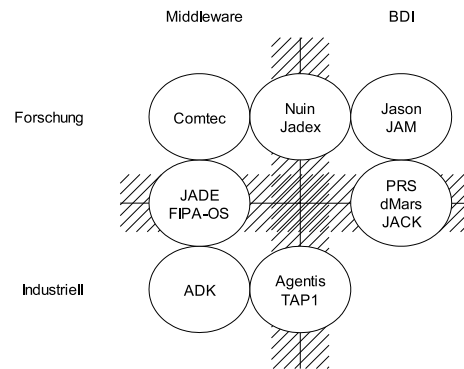 Middleware
BDI
Forschung
Comtec
Nuin
Jadex
Jason
JAM
JADE
FIPA-OS
PRS
dMars
JACK
Industriell
ADK
Agentis
TAP1